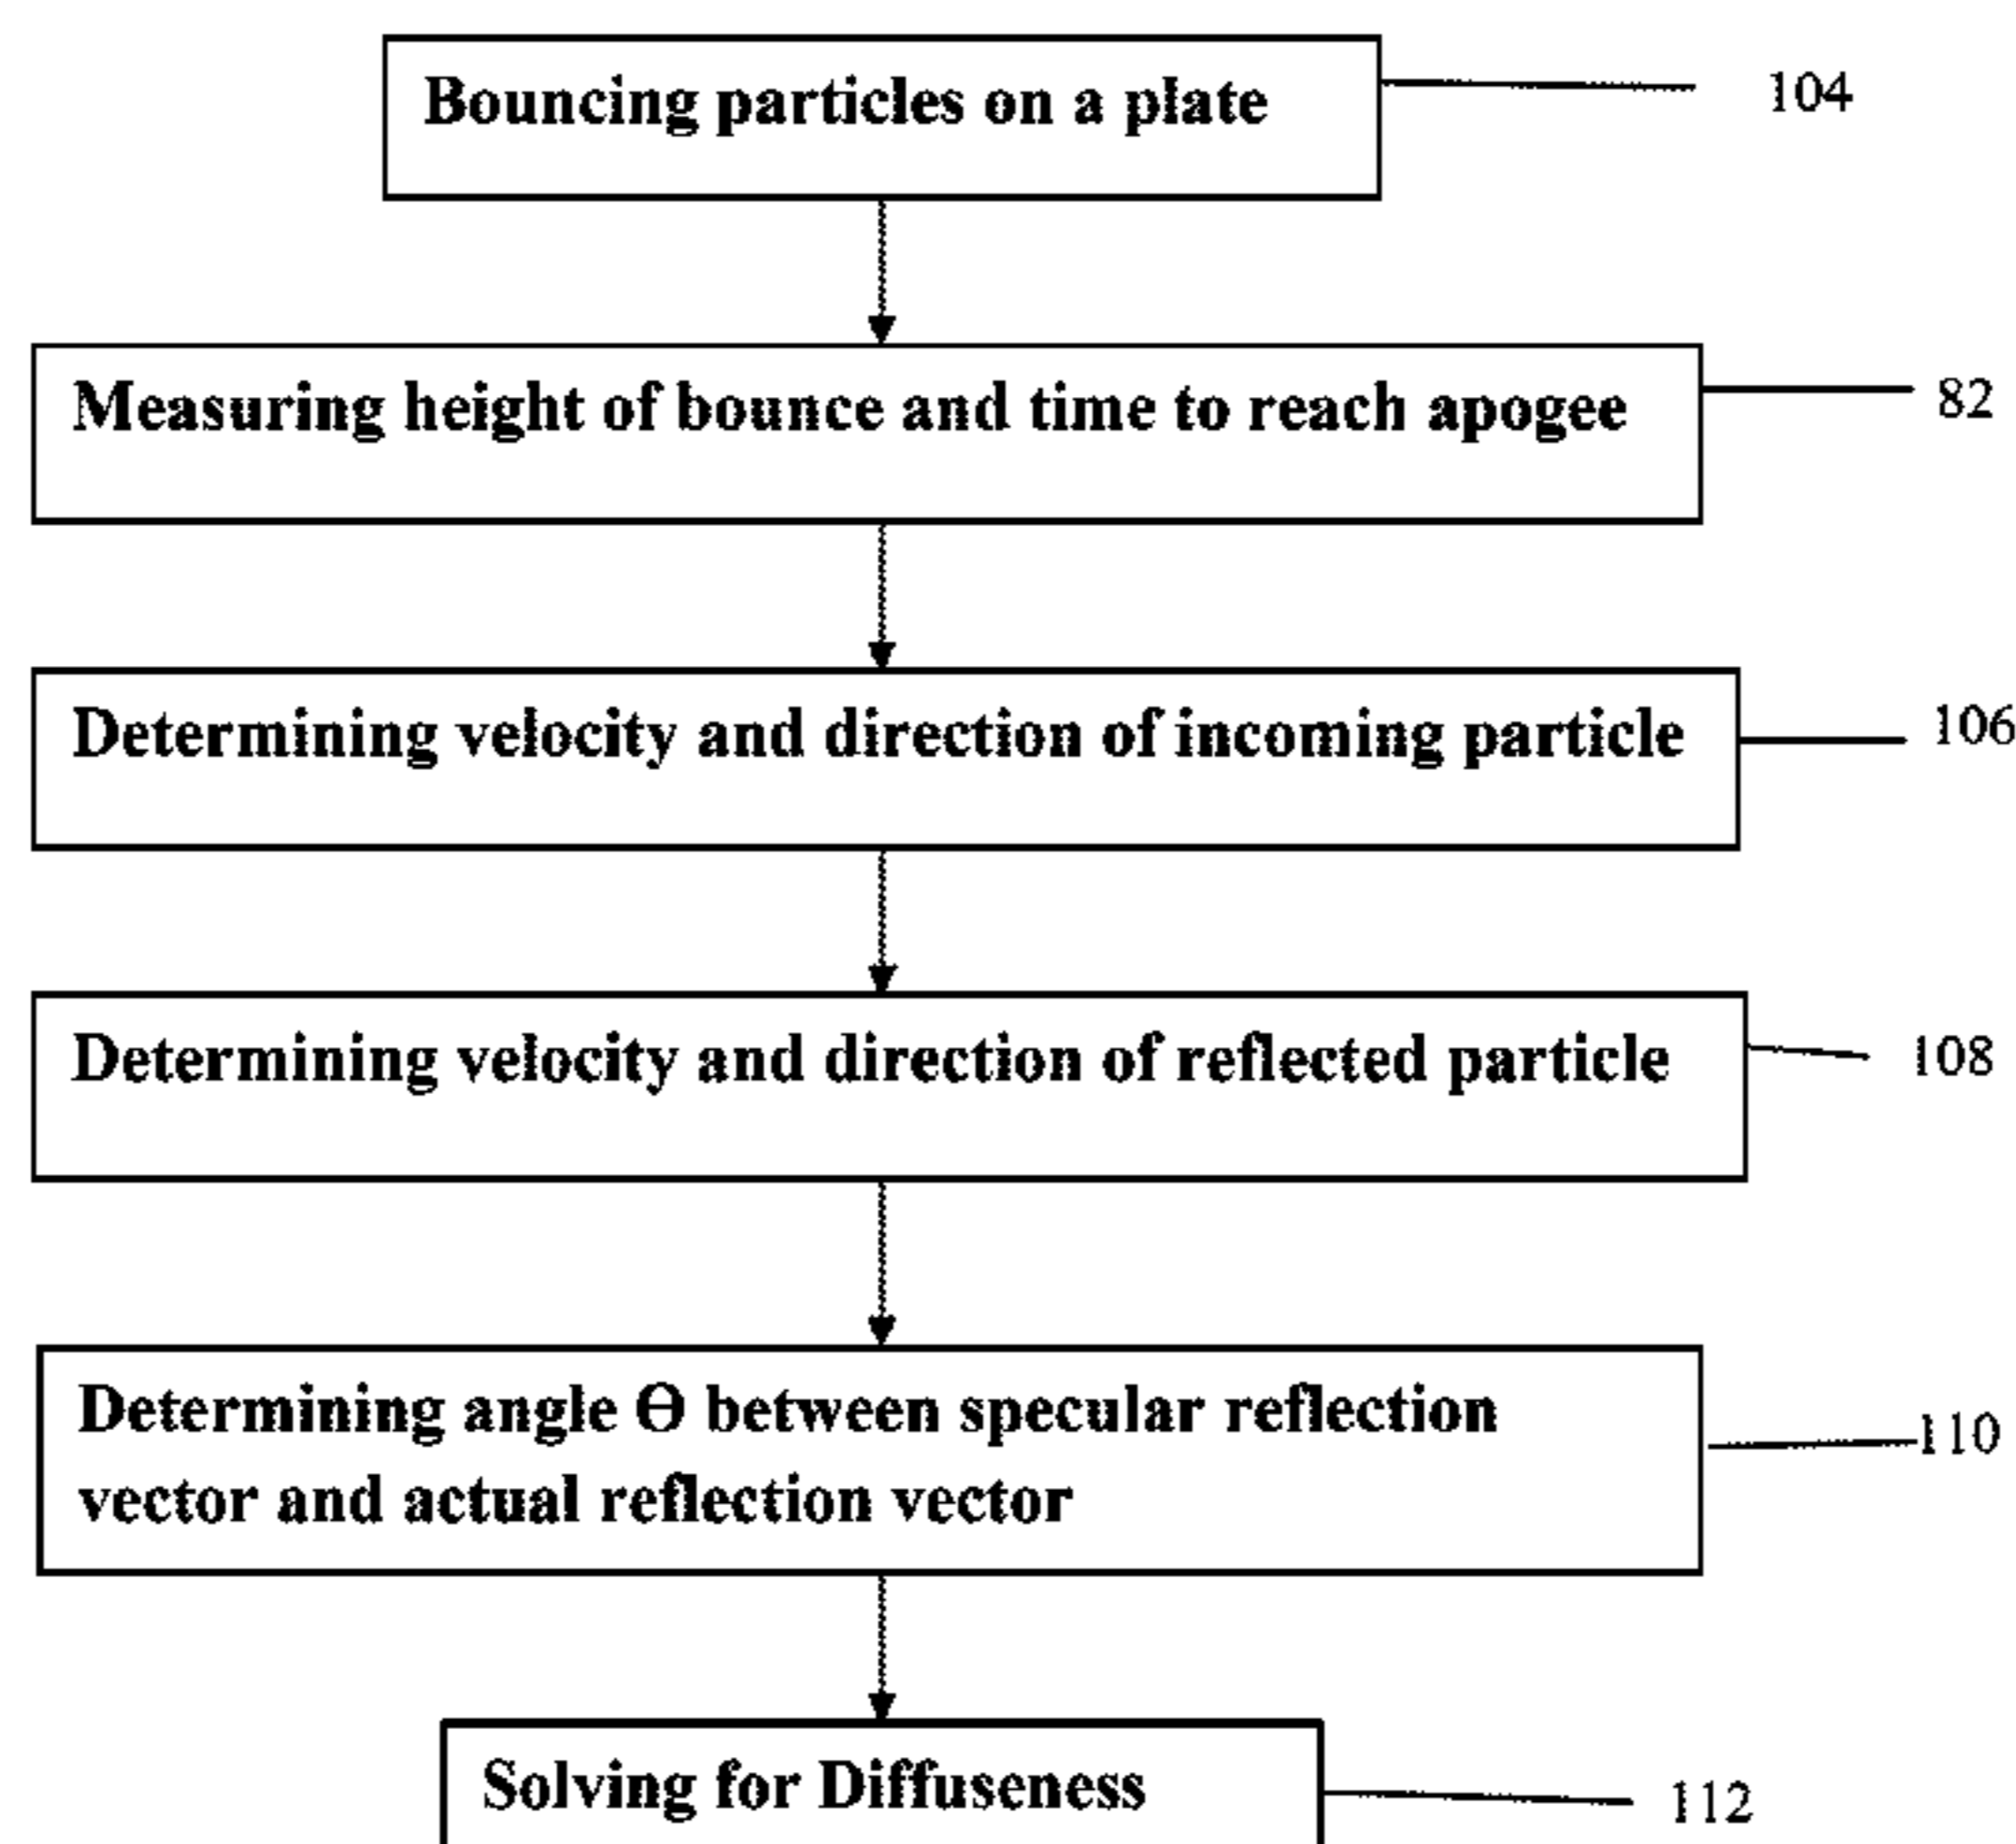 Bouncing particles on a plate
104
Measuring height of bounce and time to reach apogee
82
Determining velocity and direction of incoming particle
106
Determining velocity and direction of reflected particle
108
Determining angle Θ between specular reflection
vector and actual reflection vector
110
Solving for Diffuseness
112